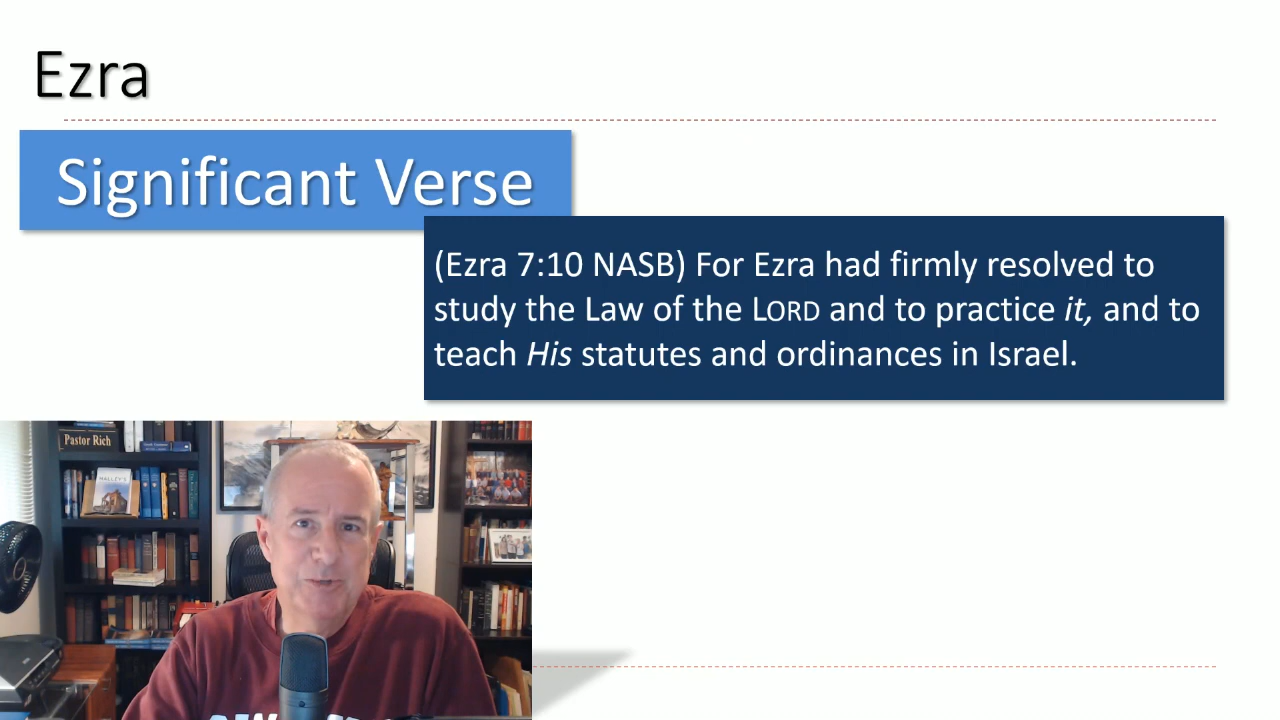 Ezra
Significant Verse
(Ezra 7:10 NASB) For Ezra had firmly resolved to
study the Law of the LORD and to practice it, and to
teach His statutes and ordinances in Israel.
Pastor Rich
HALLEY'S